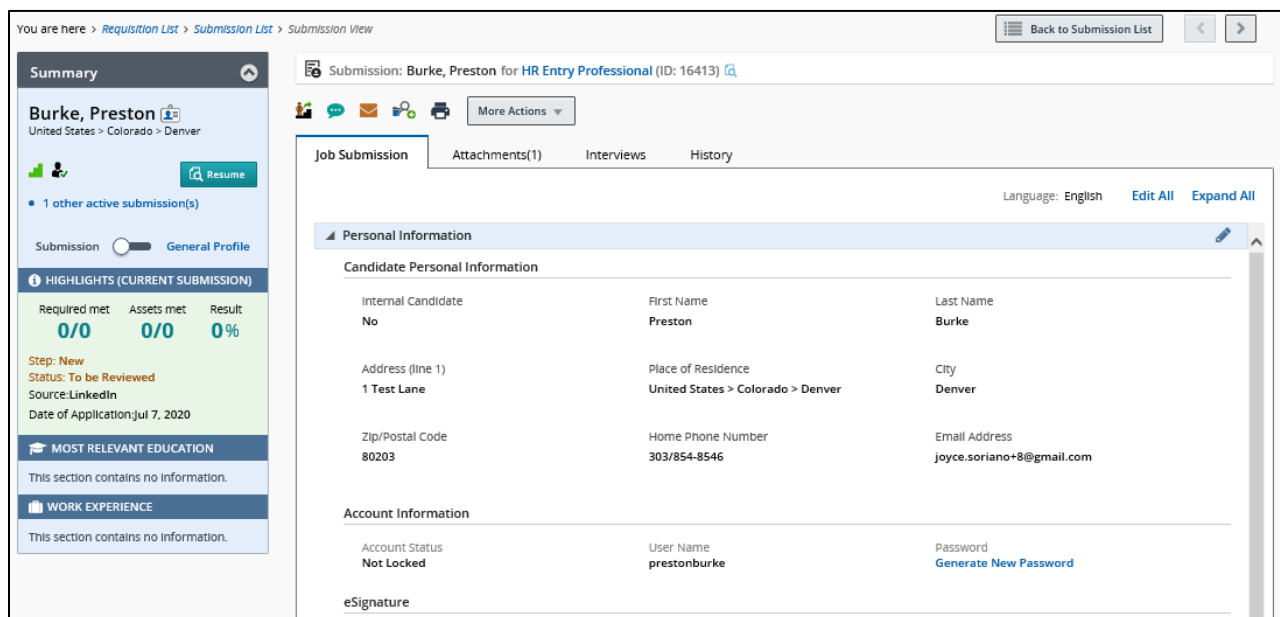 You are here > Requisition List > Submission List > Submission View
Back to Submission List
Summary
Burke, Preston
United States > Colorado > Denver
Resume
1 other active submission(s)
Submission General Profile
HIGHLIGHTS (CURRENT SUBMISSION)
Required met Assets met Result
0/0 0/0 0%
Step: New
Status: To be Reviewed
Source:LinkedIn
Date of Application:Jul 7, 2020
MOST RELEVANT EDUCATION
This section contains no information.
WORK EXPERIENCE
This section contains no information.
Submission: Burke, Preston for HR Entry Professional (ID: 16413)
More Actions
Job Submission Attachments(1) Interviews History
Language: English Edit All Expand All
Personal Information
Candidate Personal Information
Internal Candidate First Name Last Name
No Preston Burke
Address (line 1) Place of Residence City
1 Test Lane United States > Colorado > Denver Denver
Zip/Postal Code Home Phone Number Email Address
80203 303/854-8546 joyce.soriano+8@gmail.com
Account Information
Account Status User Name Password
Not Locked prestonburke Generate New Password
eSignature